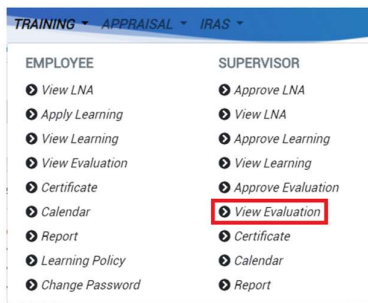 TRAINING APPRAISAL IRAS
EMPLOYEE
View LNA
Apply Learning
View Learning
View Evaluation
Certificate
Calendar
Report
Learning Policy
Change Password
SUPERVISOR
Approve LNA
View LNA
Approve Learning
View Learning
Approve Evaluation
View Evaluation
Certificate
Calendar
Report